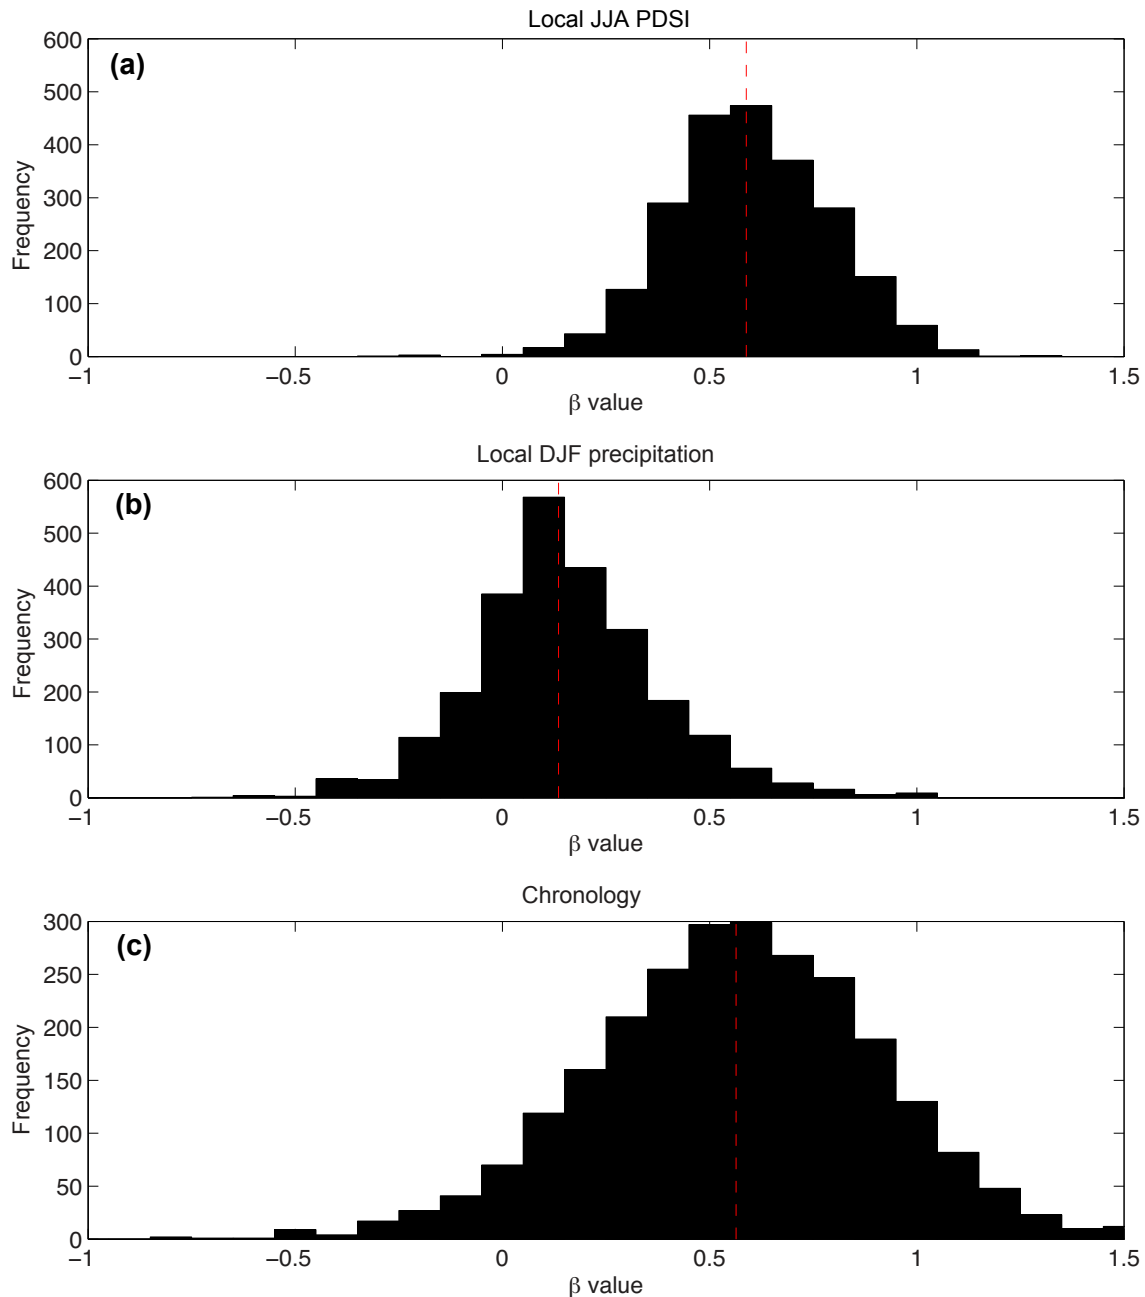 Local JJA PDSI
(a)
600
500
400
300
200
100
0
Frequency
−1 −0.5 0 0.5 1 1.5
β value
Local DJF precipitation
(b)
600
500
400
300
200
100
0
Frequency
−1 −0.5 0 0.5 1 1.5
β value
Chronology
(c)
300
250
200
150
100
50
0
Frequency
−1 −0.5 0 0.5 1 1.5
β value